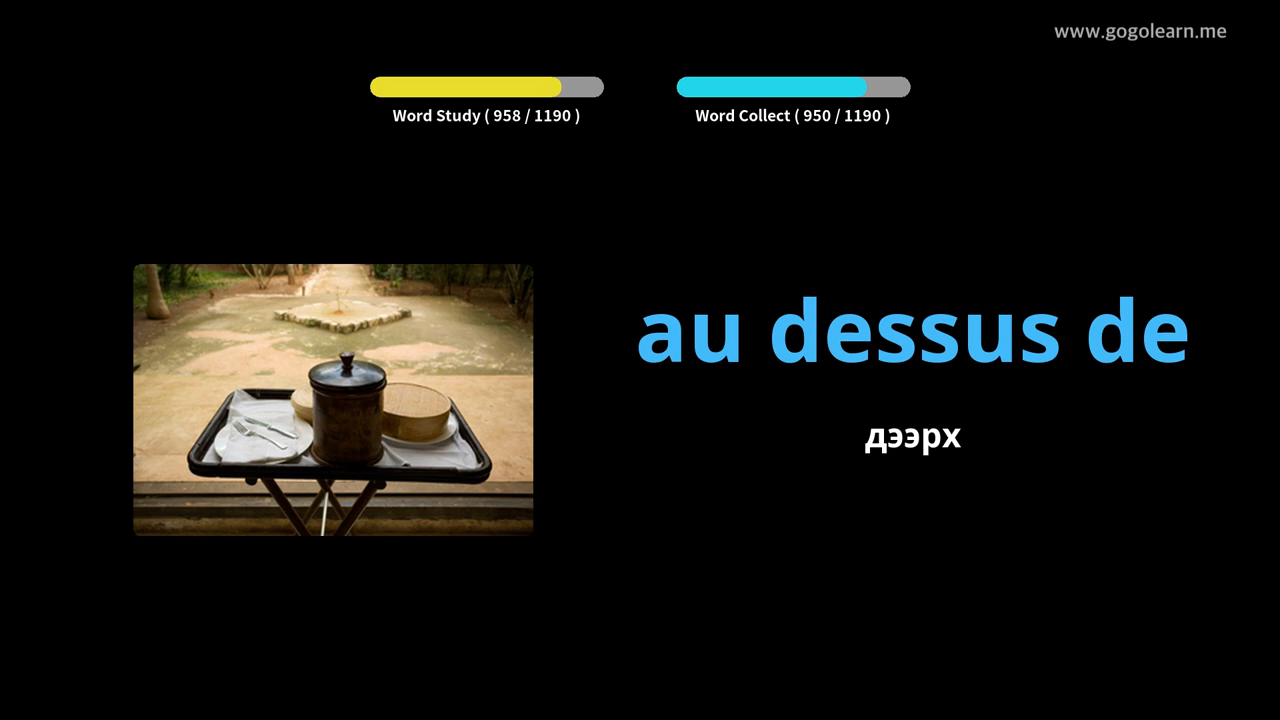 www.gogolearn.me
Word Study ( 958 / 1190 )
Word Collect ( 950 / 1190 )
au dessus de
дээрх